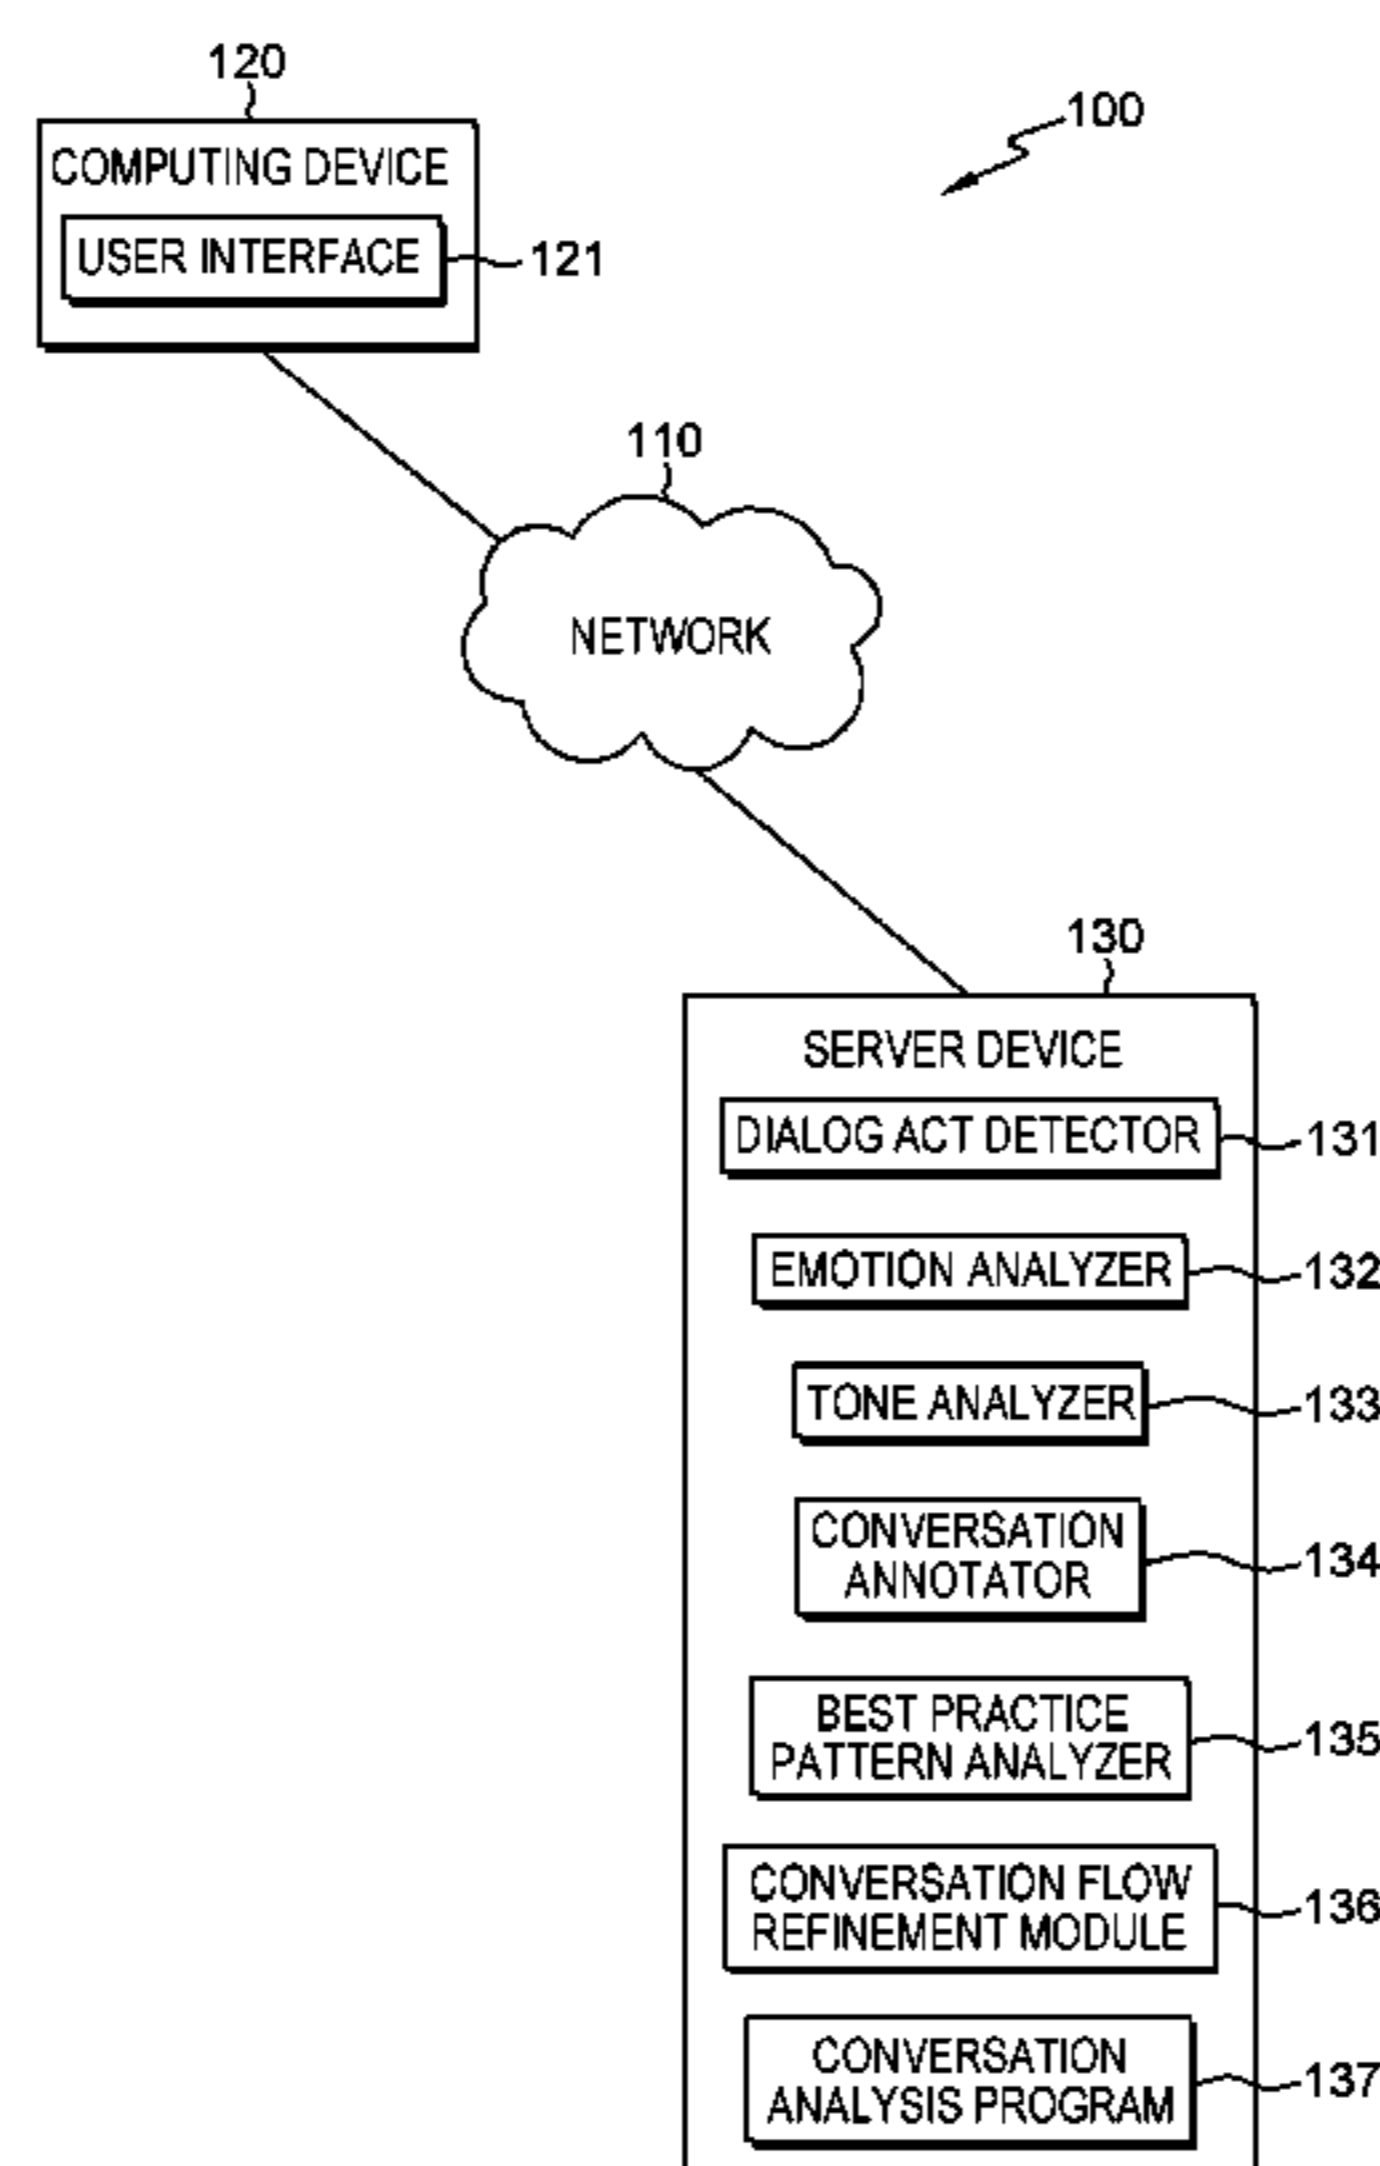 120
100
COMPUTING DEVICE
USER INTERFACE
121
110
NETWORK
130
SERVER DEVICE
DIALOG ACT DETECTOR
131
EMOTION ANALYZER
132
TONE ANALYZER
133
CONVERSATION
ANNOTATOR
134
BEST PRACTICE
PATTERN ANALYZER
135
CONVERSATION FLOW
REFINEMENT MODULE
136
CONVERSATION
ANALYSIS PROGRAM
137